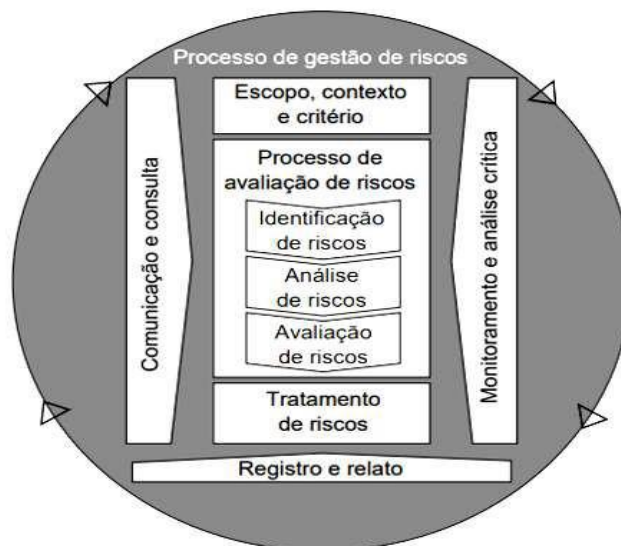 Processo de gestão de riscos
Escopo, contexto
e critério
Processo de
avaliação de riscos
Identificação
de riscos
Análise
de riscos
Avaliação
de riscos
Tratamento
de riscos
Comunicação e consulta
Monitoramento e análise crítica
Registro e relato